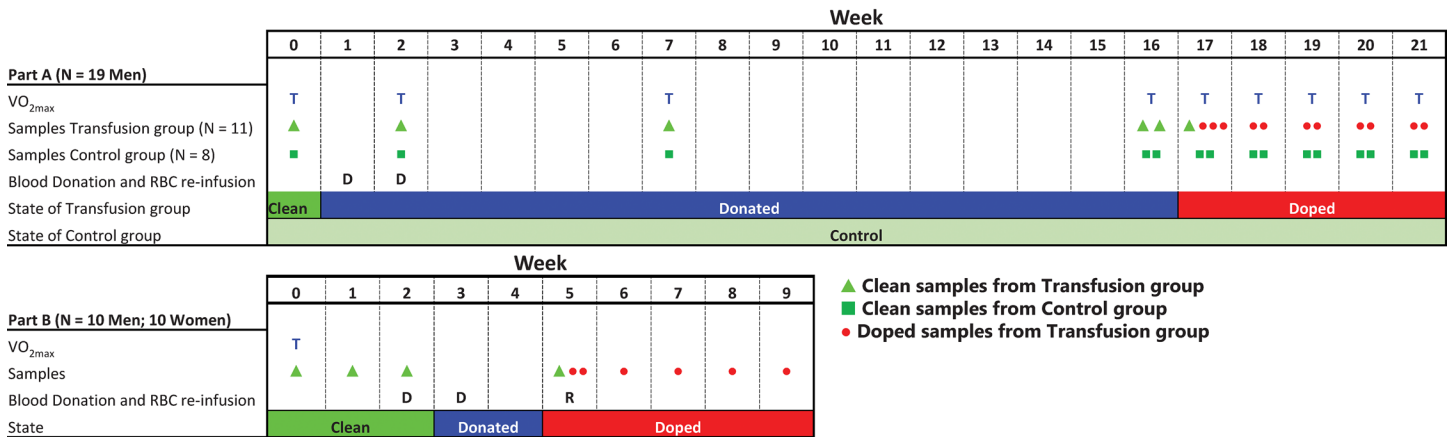 Week
0 1 2 3 4 5 6 7 8 9 10 11 12 13 14 15 16 17 18 19 20 21
Part A (N = 19 Men)
VO2max T T T T T T T T T
Samples Transfusion group (N = 11)
Samples Control group (N = 8)
Blood Donation and RBC re-infusion D D
State of Transfusion group Clean Donated Doped
State of Control group Control
Week
0 1 2 3 4 5 6 7 8 9
Part B (N = 10 Men; 10 Women)
VO2max T
Samples
Blood Donation and RBC re-infusion D D R
State Clean Donated Doped
Clean samples from Transfusion group
Clean samples from Control group
Doped samples from Transfusion group